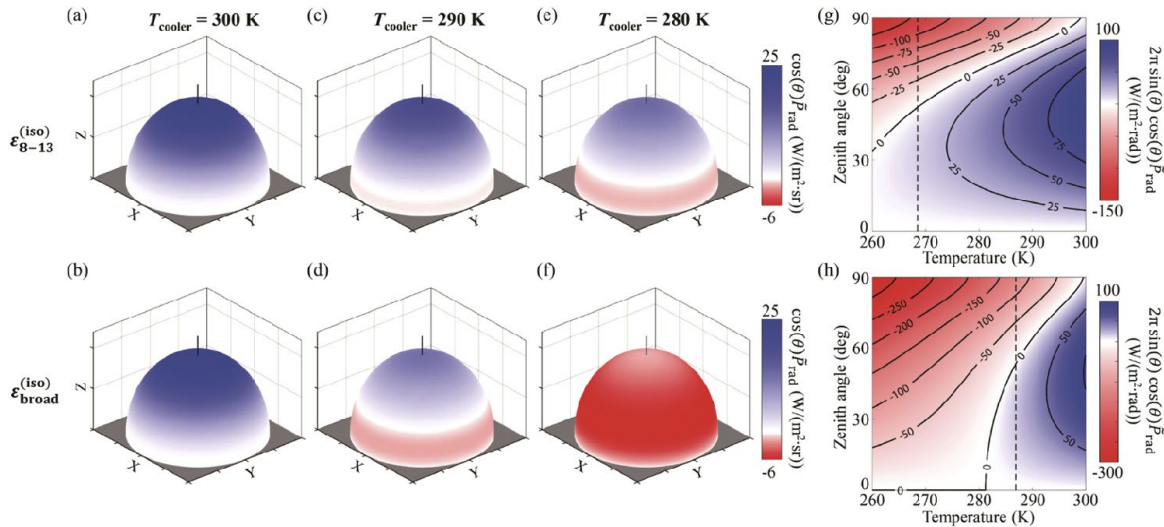 (a)
T_cooler = 300 K
(c)
T_cooler = 290 K
(e)
T_cooler = 280 K
(g)
ε_{8−13}^{(iso)}
Z
X
Y
X
Y
X
Y
25
cos(θ)P̃_rad (W/(m²·sr))
-6
90
60
30
0
Zenith angle (deg)
-100
-75
-50
-25
0
-50
-25
0
25
50
75
50
25
260
270
280
290
300
Temperature (K)
100
2π sin(θ) cos(θ)P̃_rad
(W/(m²·rad))
-150
(b)
(d)
(f)
(h)
ε_{broad}^{(iso)}
Z
X
Y
X
Y
X
Y
25
cos(θ)P̃_rad (W/(m²·sr))
-6
90
60
30
0
Zenith angle (deg)
-250
-200
-150
-100
-50
0
50
-100
-50
0
50
0
260
270
280
290
300
Temperature (K)
100
2π sin(θ) cos(θ)P̃_rad
(W/(m²·rad))
-300